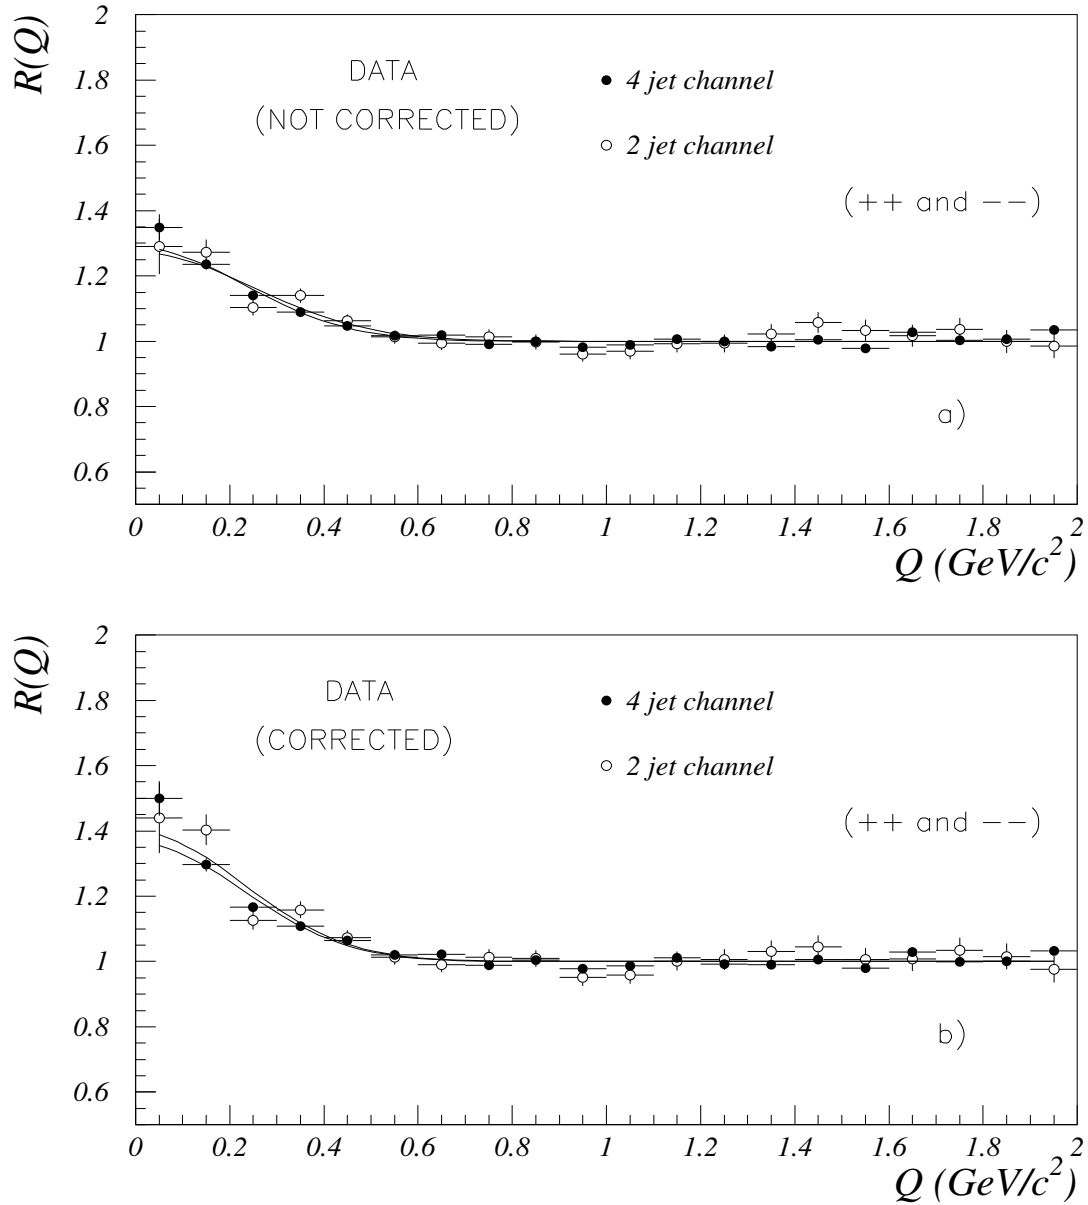 R(Q)
2
1.8
1.6
1.4
1.2
1
0.8
0.6
DATA
(NOT CORRECTED)
4 jet channel
2 jet channel
(++ and −−)
a)
0 0.2 0.4 0.6 0.8 1 1.2 1.4 1.6 1.8 2
Q (GeV/c²)
R(Q)
2
1.8
1.6
1.4
1.2
1
0.8
0.6
DATA
(CORRECTED)
4 jet channel
2 jet channel
(++ and −−)
b)
0 0.2 0.4 0.6 0.8 1 1.2 1.4 1.6 1.8 2
Q (GeV/c²)